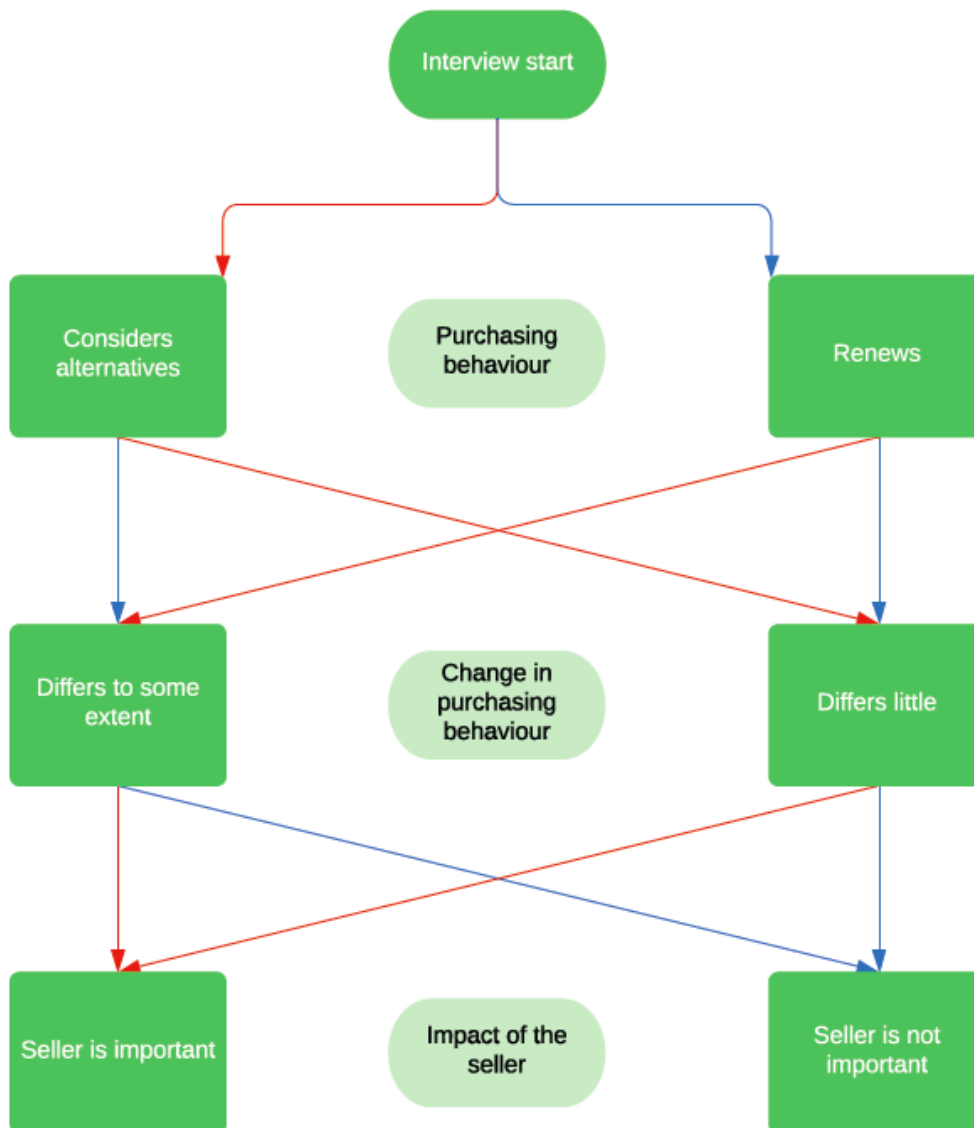 Interview start
Considers
alternatives
Purchasing
behaviour
Renews
Differs to some
extent
Change in
purchasing
behaviour
Differs little
Seller is important
Impact of the
seller
Seller is not
important